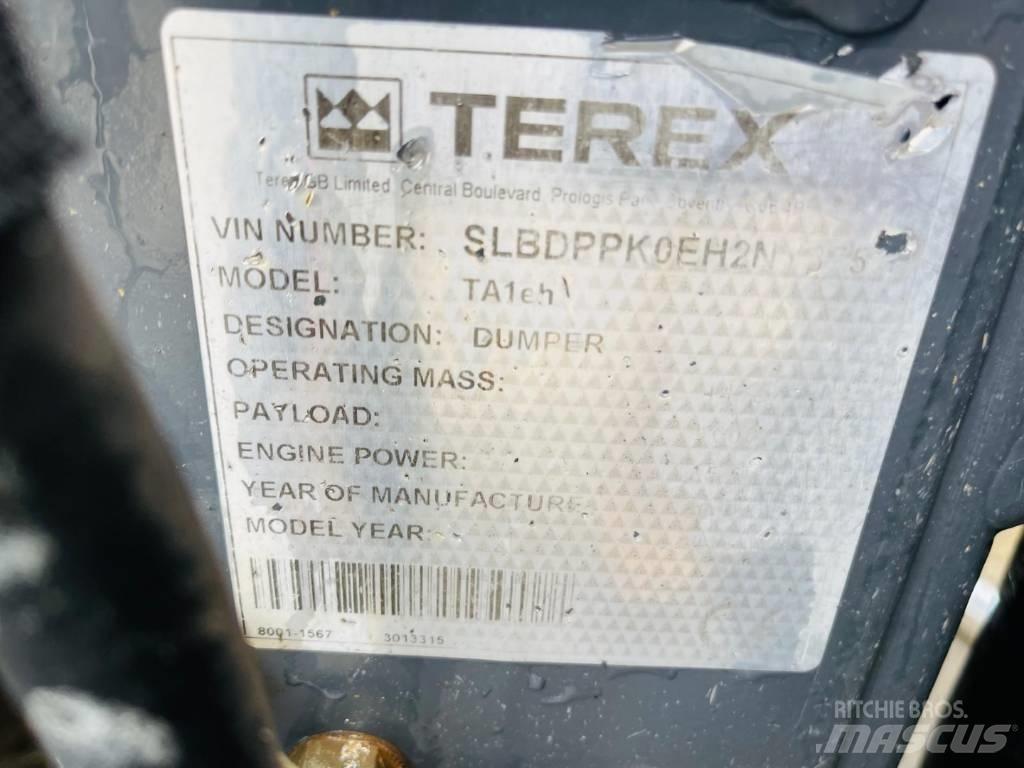 TEREX
Terex GB Limited Central Boulevard Prologis
VIN NUMBER:
MODEL: TA1eh
DESIGNATION: DUMPER
OPERATING MASS:
PAYLOAD:
ENGINE POWER:
YEAR OF MANUFACTURE
MODEL YEAR:
8001-1567 3013315
RITCHIE BROS.
MASCUS